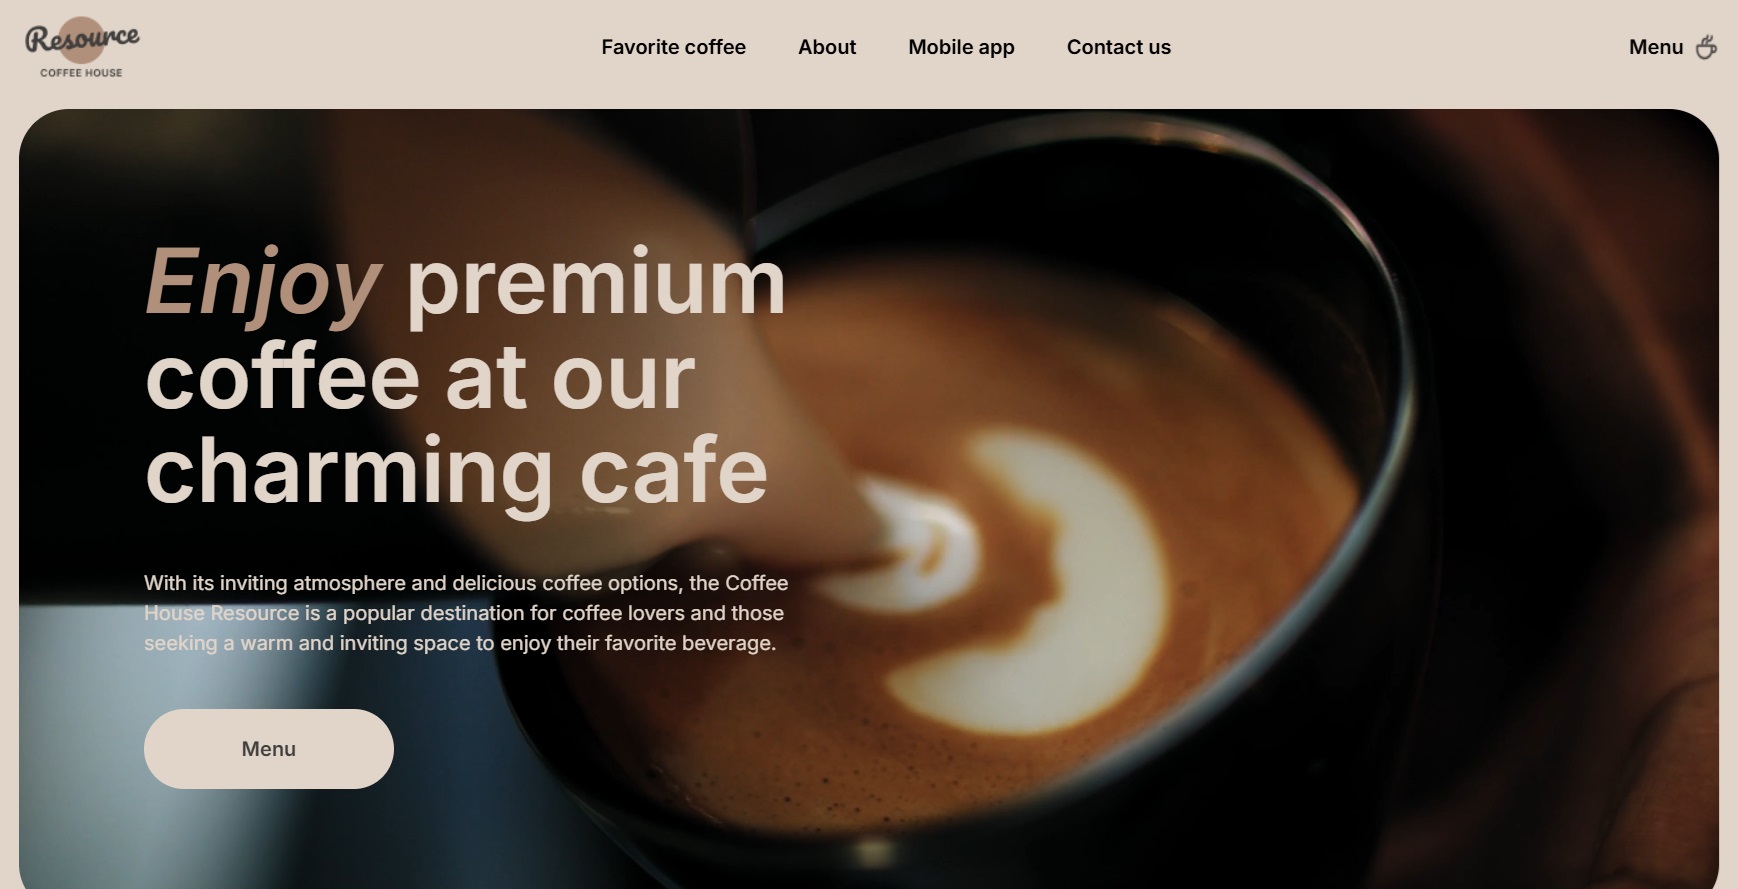 Resource
COFFEE HOUSE
Favorite coffee
About
Mobile app
Contact us
Menu
Enjoy premium
coffee at our
charming cafe
With its inviting atmosphere and delicious coffee options, the Coffee
House Resource is a popular destination for coffee lovers and those
seeking a warm and inviting space to enjoy their favorite beverage.
Menu